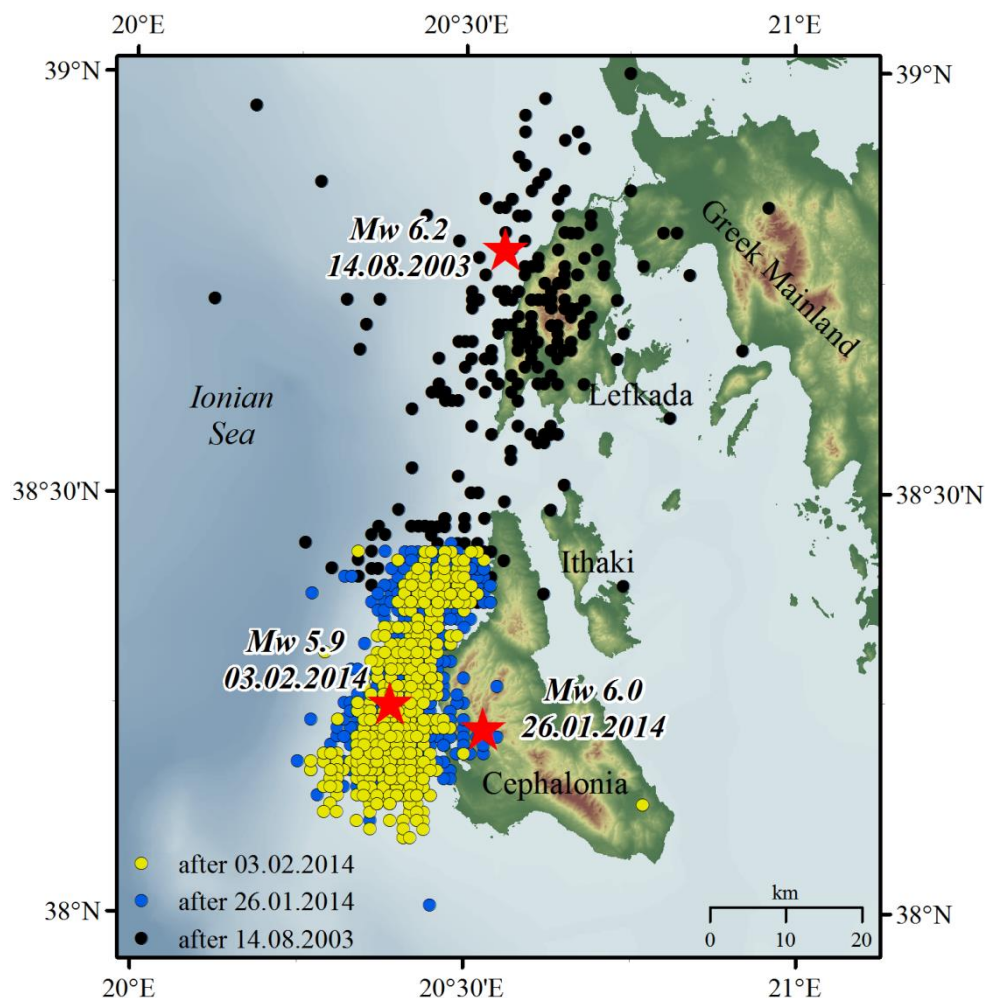 20°E 20°30'E 21°E
39°N 39°N
Mw 6.2
14.08.2003
Greek Mainland
Ionian
Sea
Lefkada
38°30'N 38°30'N
Ithaki
Mw 5.9
03.02.2014
Mw 6.0
26.01.2014
Cephalonia
after 03.02.2014
after 26.01.2014
after 14.08.2003
km
0 10 20
38°N 38°N
20°E 20°30'E 21°E